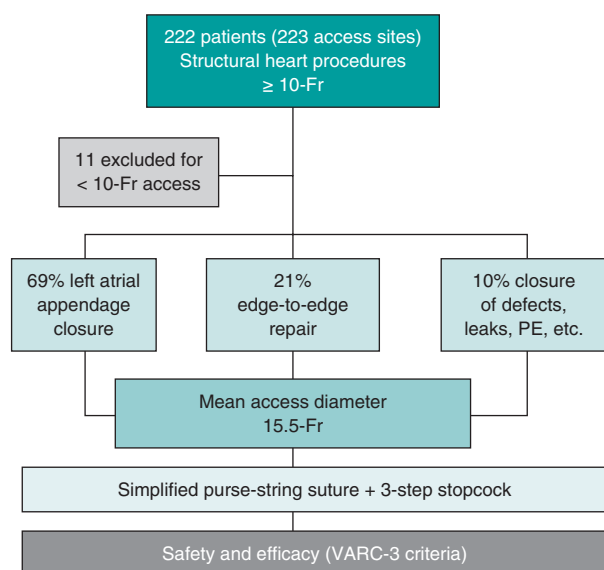 222 patients (223 access sites)
Structural heart procedures
≥ 10-Fr
11 excluded for
< 10-Fr access
69% left atrial
appendage
closure
21%
edge-to-edge
repair
10% closure
of defects,
leaks, PE, etc.
Mean access diameter
15.5-Fr
Simplified purse-string suture + 3-step stopcock
Safety and efficacy (VARC-3 criteria)